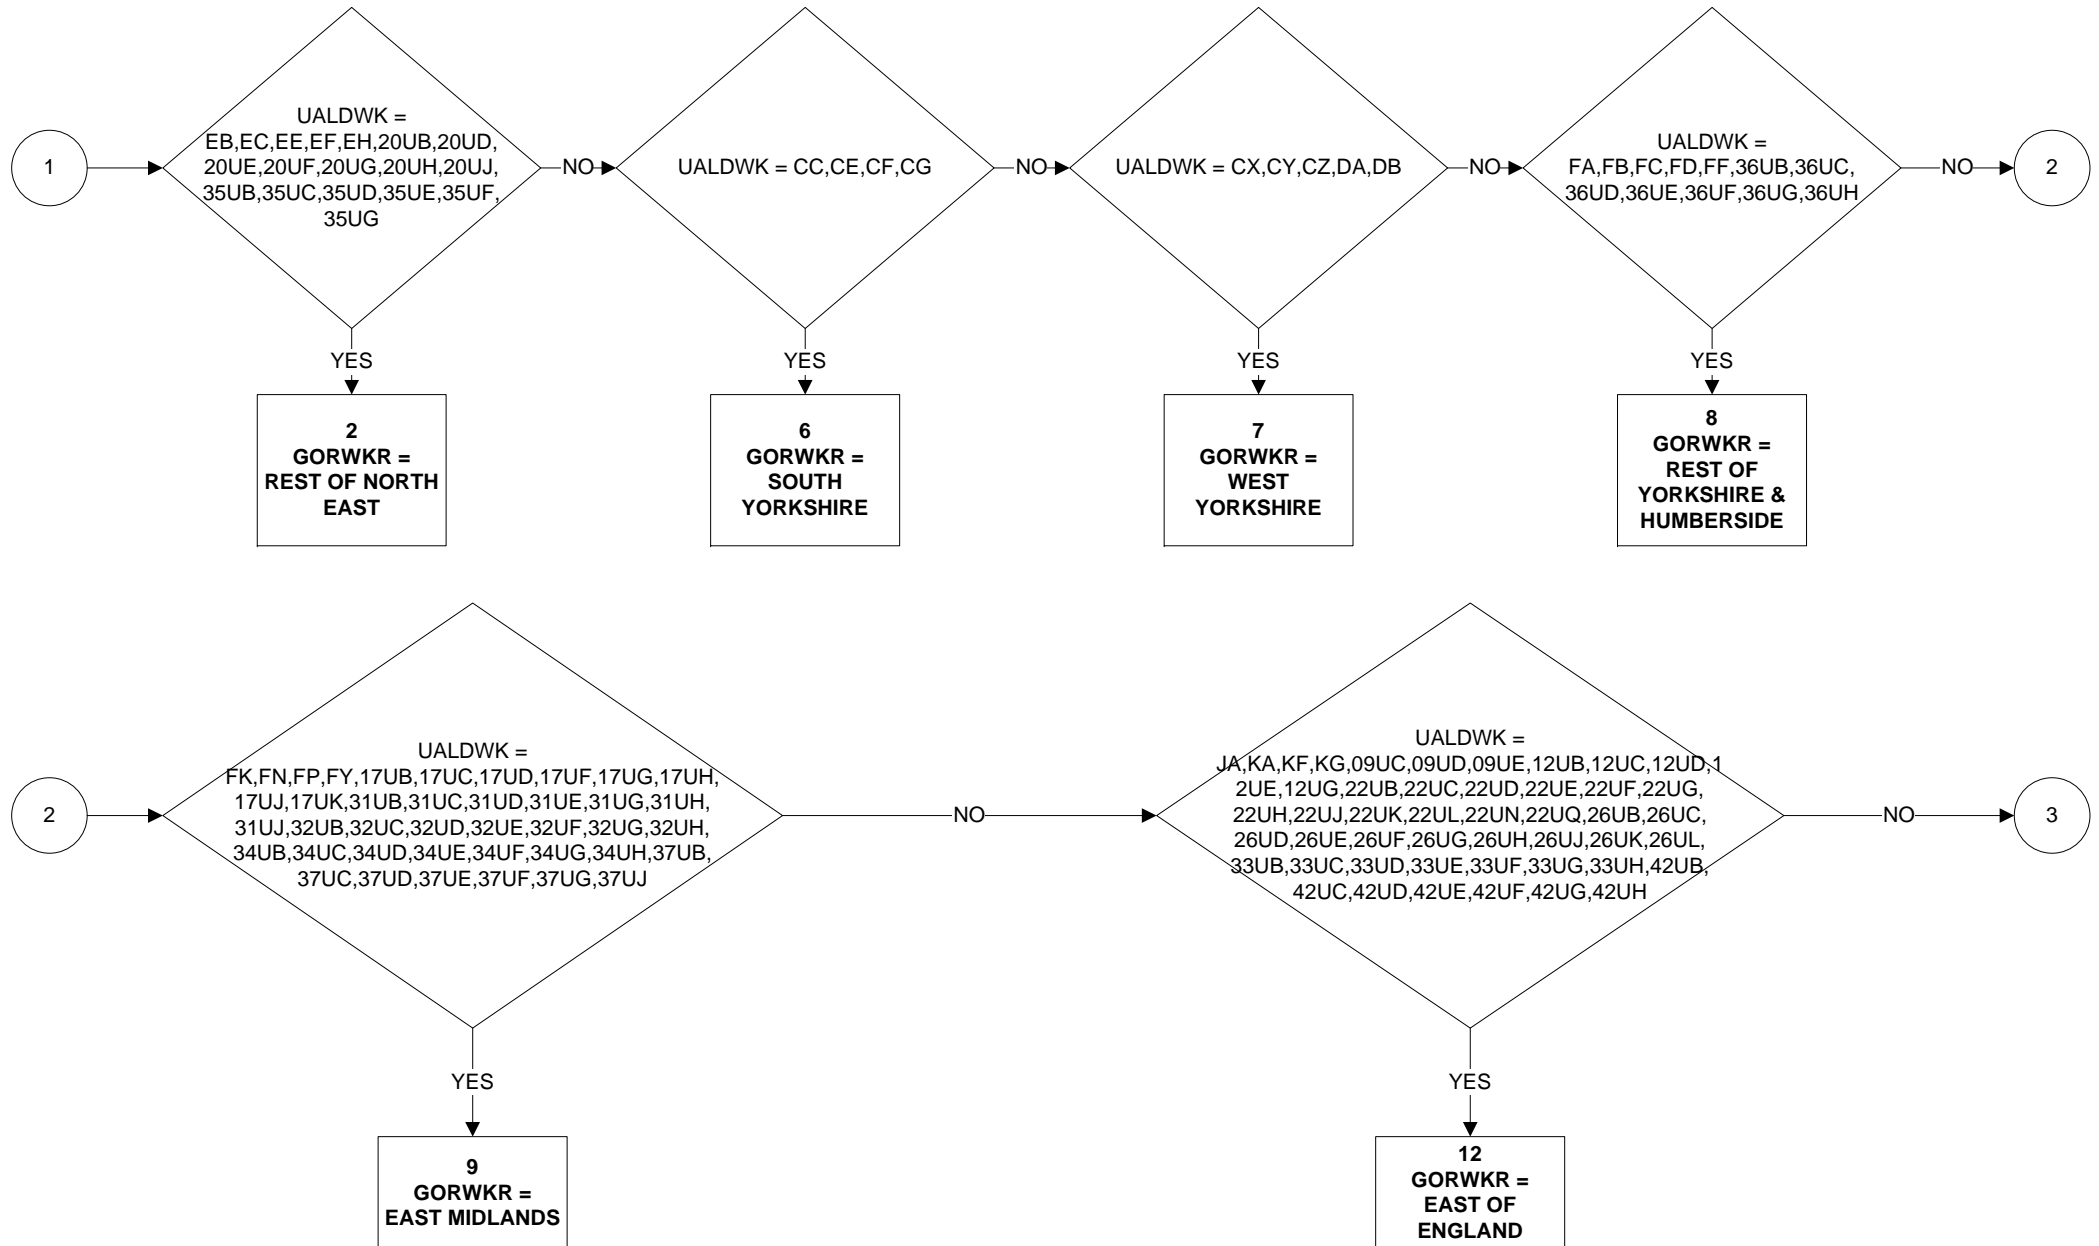 1
UALDWK =
EB,EC,EE,EF,EH,20UB,20UD,
20UE,20UF,20UG,20UH,20UJ,
35UB,35UC,35UD,35UE,35UF,
35UG
NO
UALDWK = CC,CE,CF,CG
NO
UALDWK = CX,CY,CZ,DA,DB
NO
UALDWK =
FA,FB,FC,FD,FF,36UB,36UC,
36UD,36UE,36UF,36UG,36UH
NO
2
YES
YES
YES
YES
2
GORWKR =
REST OF NORTH
EAST
6
GORWKR =
SOUTH
YORKSHIRE
7
GORWKR =
WEST
YORKSHIRE
8
GORWKR =
REST OF
YORKSHIRE &
HUMBERSIDE
2
UALDWK =
FK,FN,FP,FY,17UB,17UC,17UD,17UF,17UG,17UH,
17UJ,17UK,31UB,31UC,31UD,31UE,31UG,31UH,
31UJ,32UB,32UC,32UD,32UE,32UF,32UG,32UH,
34UB,34UC,34UD,34UE,34UF,34UG,34UH,37UB,
37UC,37UD,37UE,37UF,37UG,37UJ
NO
UALDWK =
JA,KA,KF,KG,09UC,09UD,09UE,12UB,12UC,12UD,1
2UE,12UG,22UB,22UC,22UD,22UE,22UF,22UG,
22UH,22UJ,22UK,22UL,22UN,22UQ,26UB,26UC,
26UD,26UE,26UF,26UG,26UH,26UJ,26UK,26UL,
33UB,33UC,33UD,33UE,33UF,33UG,33UH,42UB,
42UC,42UD,42UE,42UF,42UG,42UH
NO
3
YES
YES
9
GORWKR =
EAST MIDLANDS
12
GORWKR =
EAST OF
ENGLAND